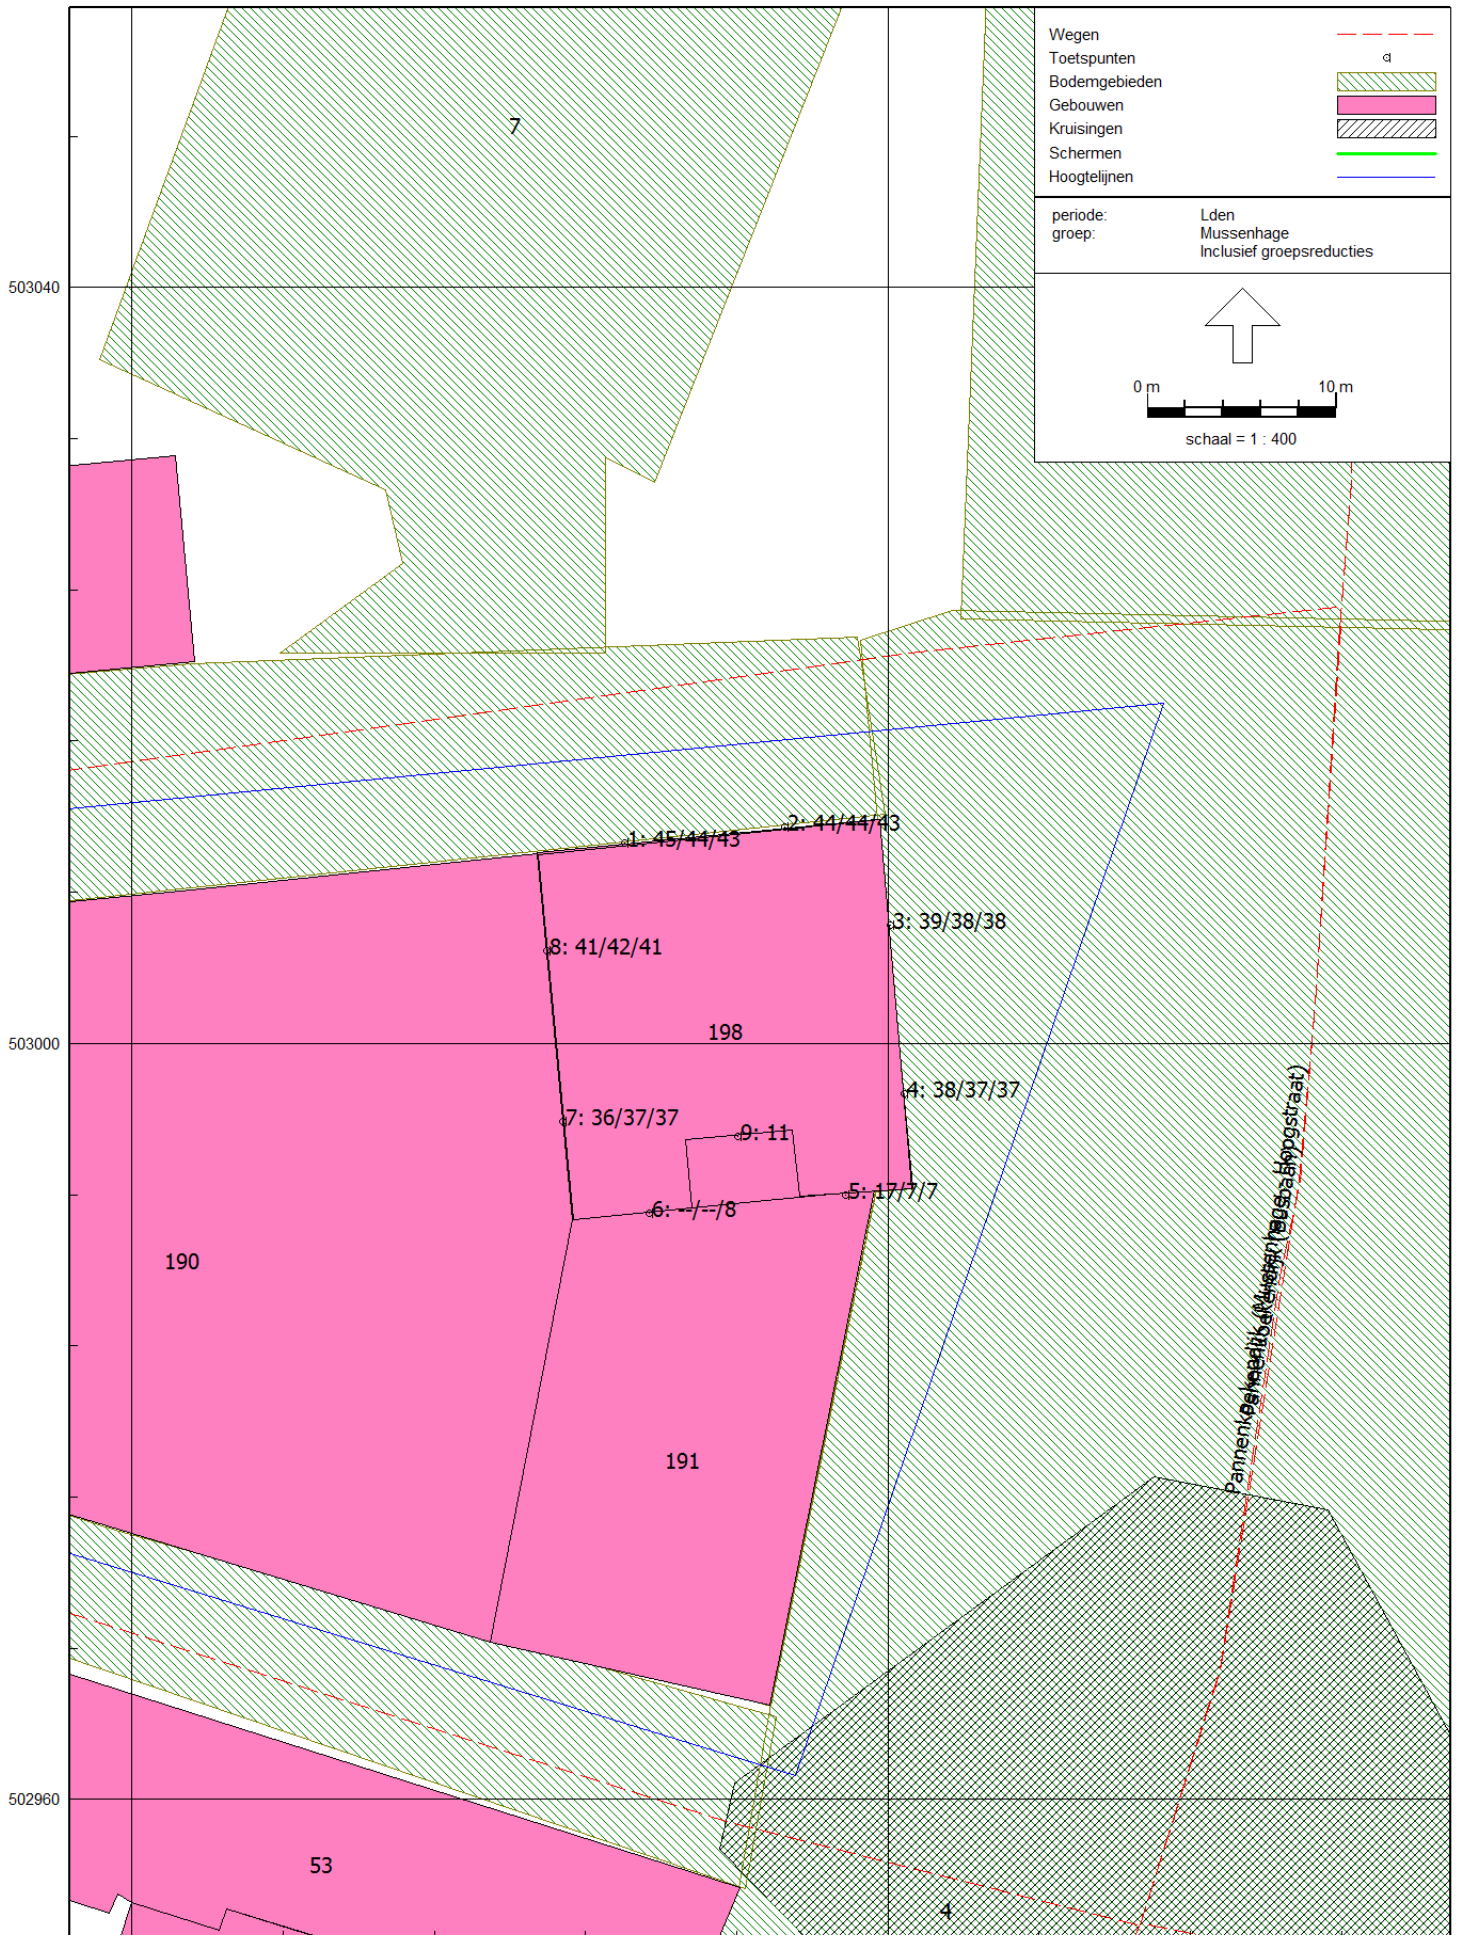 Wegen
Toetspunten
Bodemgebieden
Gebouwen
Kruisingen
Schermen
Hoogtelijnen
periode: Lden
groep: Mussenhage
Inclusief groepsreducties
0 m 10 m
schaal = 1 : 400
7
503040
1: 45/44/43
2: 44/44/43
3: 39/38/38
8: 41/42/41
198
503000
4: 38/37/37
7: 36/37/37
9: 11
5: 17/7/7
6: --/--/8
190
191
502960
53
4